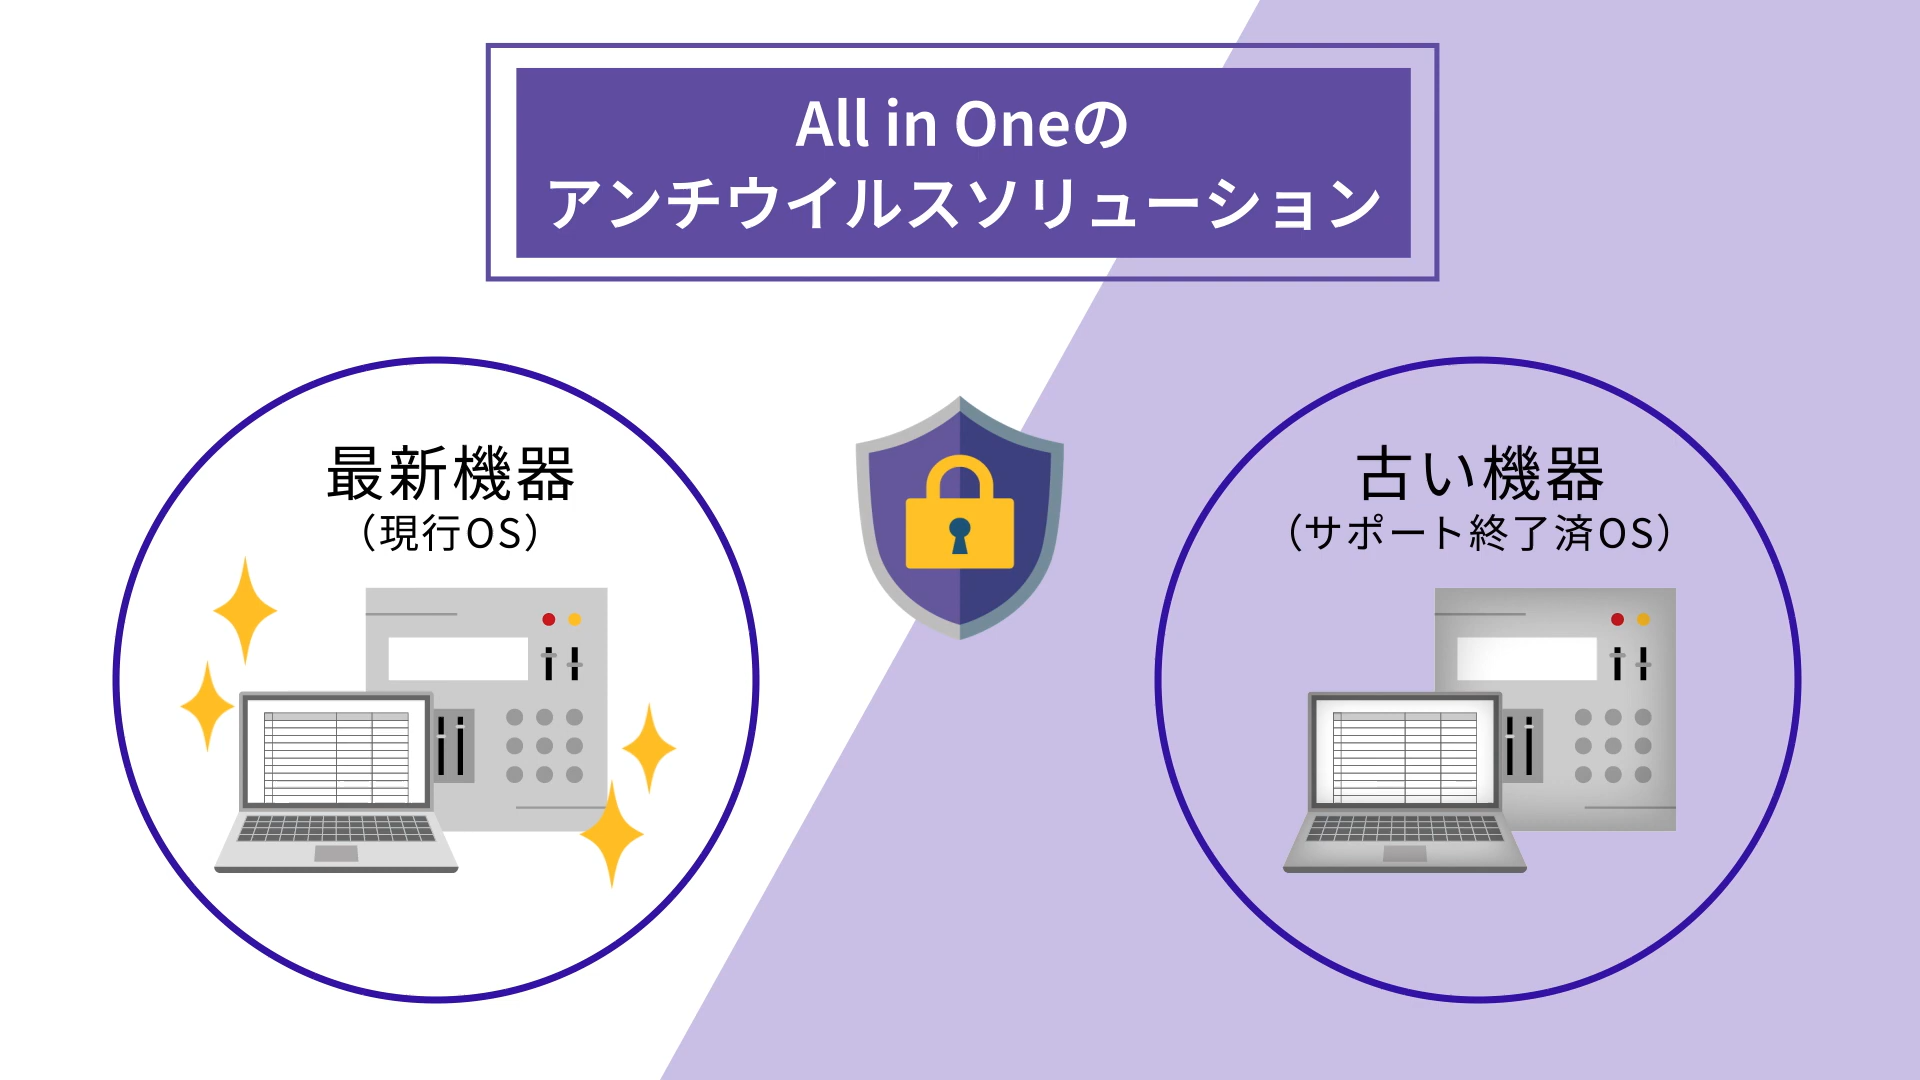 All in Oneの
アンチウイルスソリューション
最新機器
（現行OS）
古い機器
（サポート終了済OS）